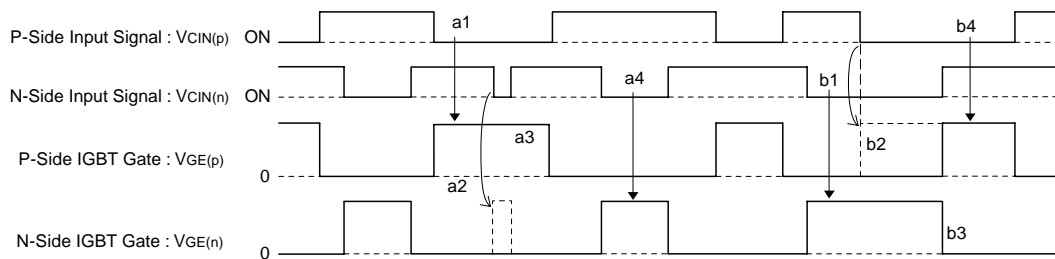 a1
b4
P-Side Input Signal : VCIN(p) ON
N-Side Input Signal : VCIN(n) ON
a4
b1
P-Side IGBT Gate : VGE(p)
a3
b2
0
a2
N-Side IGBT Gate : VGE(n)
b3
0